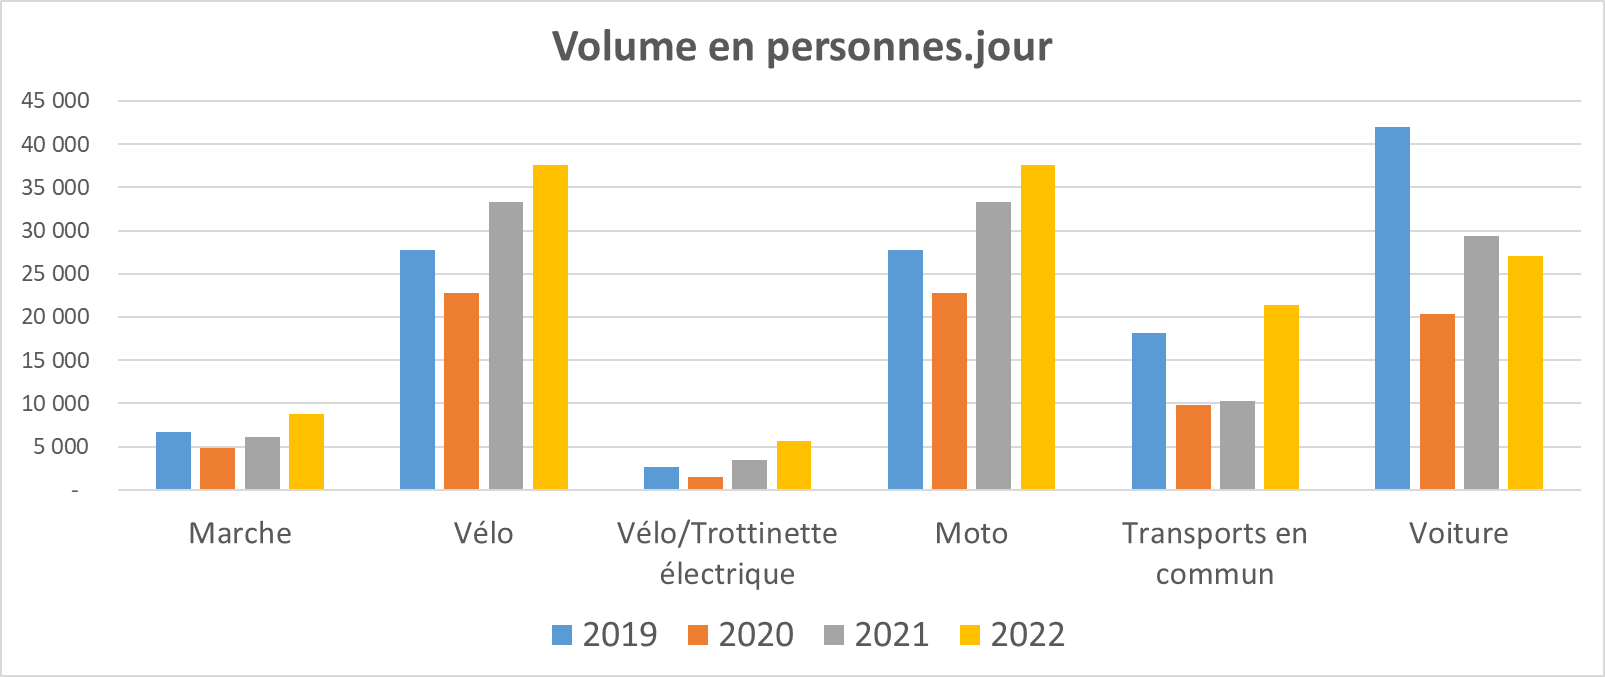 Volume en personnes.jour
45 000
40 000
35 000
30 000
25 000
20 000
15 000
10 000
5 000
-
Marche
Vélo
Vélo/Trottinette
électrique
Moto
Transports en
commun
Voiture
2019
2020
2021
2022